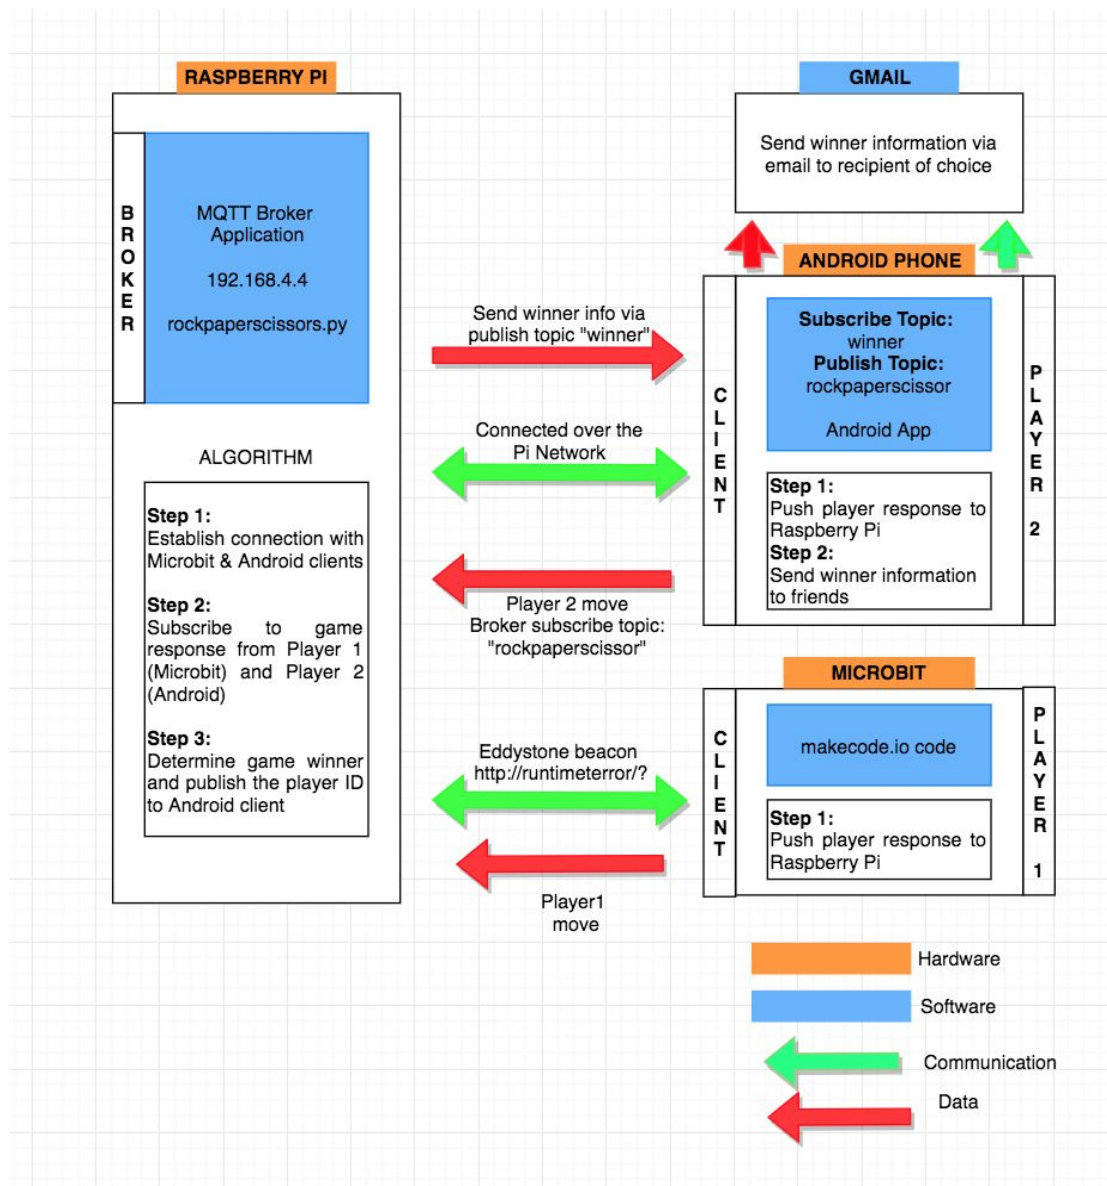 RASPBERRY PI
BROKER
MQTT Broker
Application
192.168.4.4
rockpaperscissors.py
ALGORITHM
Step 1:
Establish connection with
Microbit & Android clients
Step 2:
Subscribe to game
response from Player 1
(Microbit) and Player 2
(Android)
Step 3:
Determine game winner
and publish the player ID
to Android client
Send winner info via
publish topic "winner"
Connected over the
Pi Network
Player 2 move
Broker subscribe topic:
"rockpaperscissor"
Eddystone beacon
http://runtimeterror/?
Player1
move
GMAIL
Send winner information via
email to recipient of choice
ANDROID PHONE
CLIENT
Subscribe Topic:
winner
Publish Topic:
rockpaperscissor
Android App
Step 1:
Push player response to
Raspberry Pi
Step 2:
Send winner information
to friends
PLAYER 2
MICROBIT
CLIENT
makecode.io code
Step 1:
Push player response to
Raspberry Pi
PLAYER 1
Hardware
Software
Communication
Data